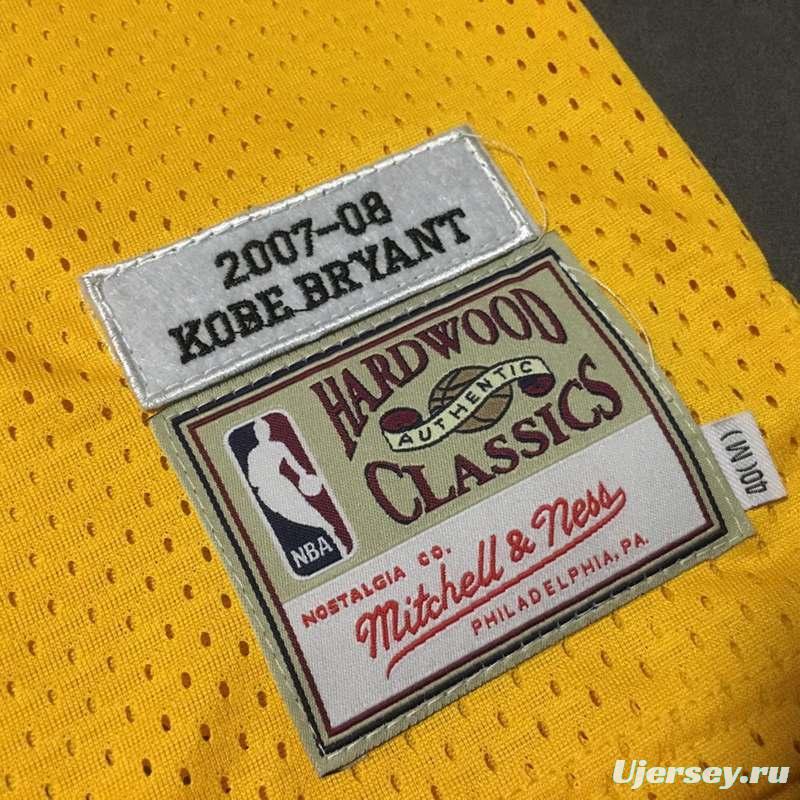 2007-08
KOBE BRYANT
HARDWOOD
AUTHENTIC
CLASSICS
NBA
NOSTALGIA CO.
Mitchell & Ness
PHILADELPHIA, PA.
40(M)
Ujersey.ru